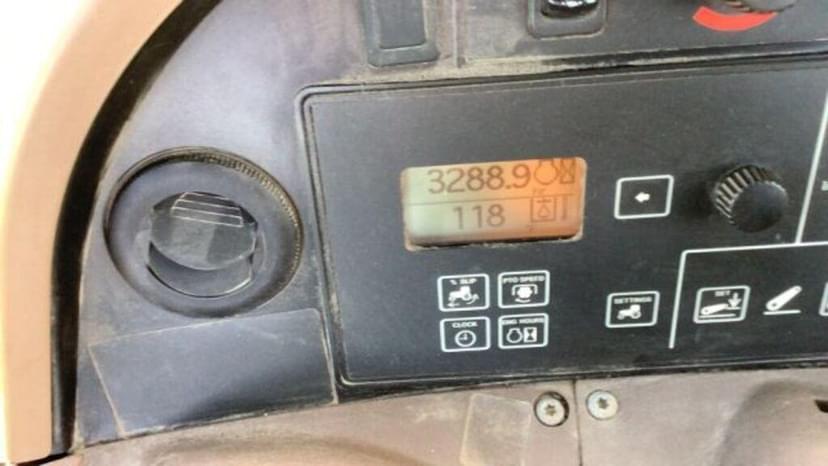 3288.9
118
% SLIP
PTO SPEED
CLOCK
ENG HOURS
SETTINGS
SET